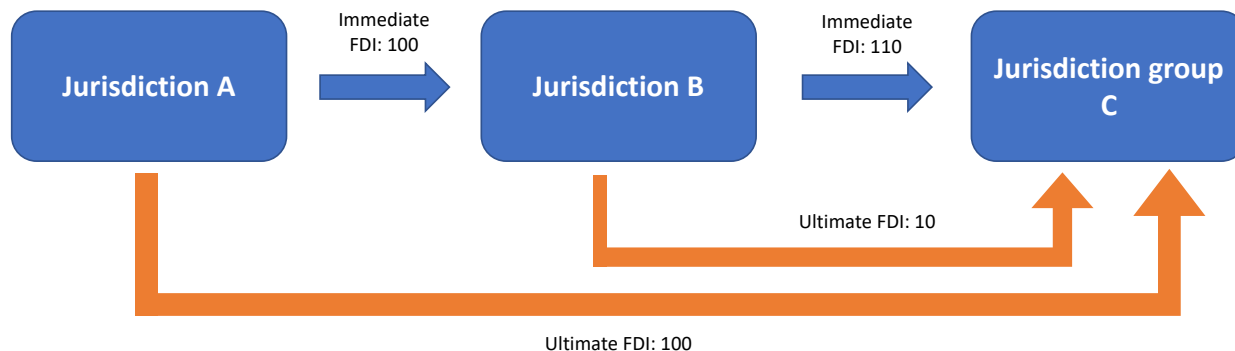 Immediate
FDI: 100
Immediate
FDI: 110
Jurisdiction A
Jurisdiction B
Jurisdiction group
C
Ultimate FDI: 10
Ultimate FDI: 100